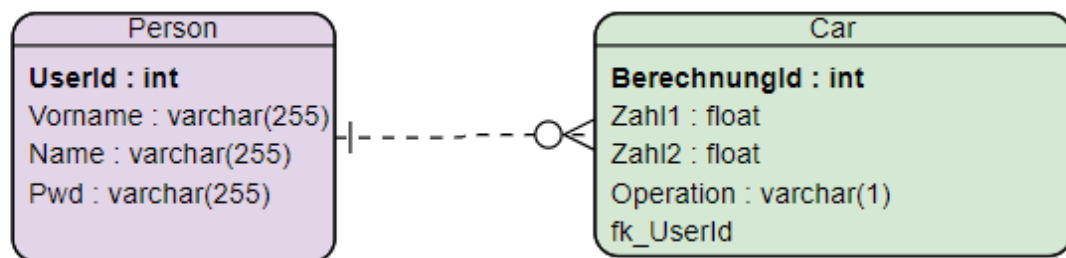 Person
UserId : int
Vorname : varchar(255)
Name : varchar(255)
Pwd : varchar(255)
Car
BerechnungId : int
Zahl1 : float
Zahl2 : float
Operation : varchar(1)
fk_UserId